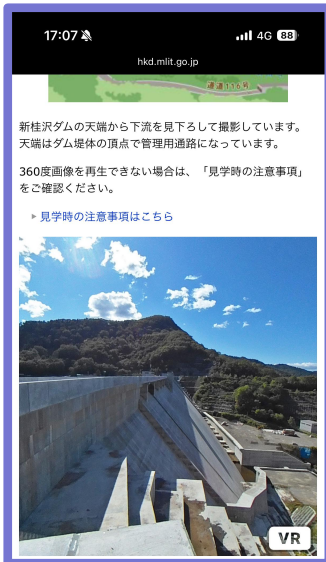 17:07
4G 88
hkd.mlit.go.jp
道道116号
新桂沢ダムの天端から下流を見下ろして撮影しています。
天端はダム堤体の頂点で管理用通路になっています。
360度画像を再生できない場合は、「見学時の注意事項」
をご確認ください。
見学時の注意事項はこちら
VR